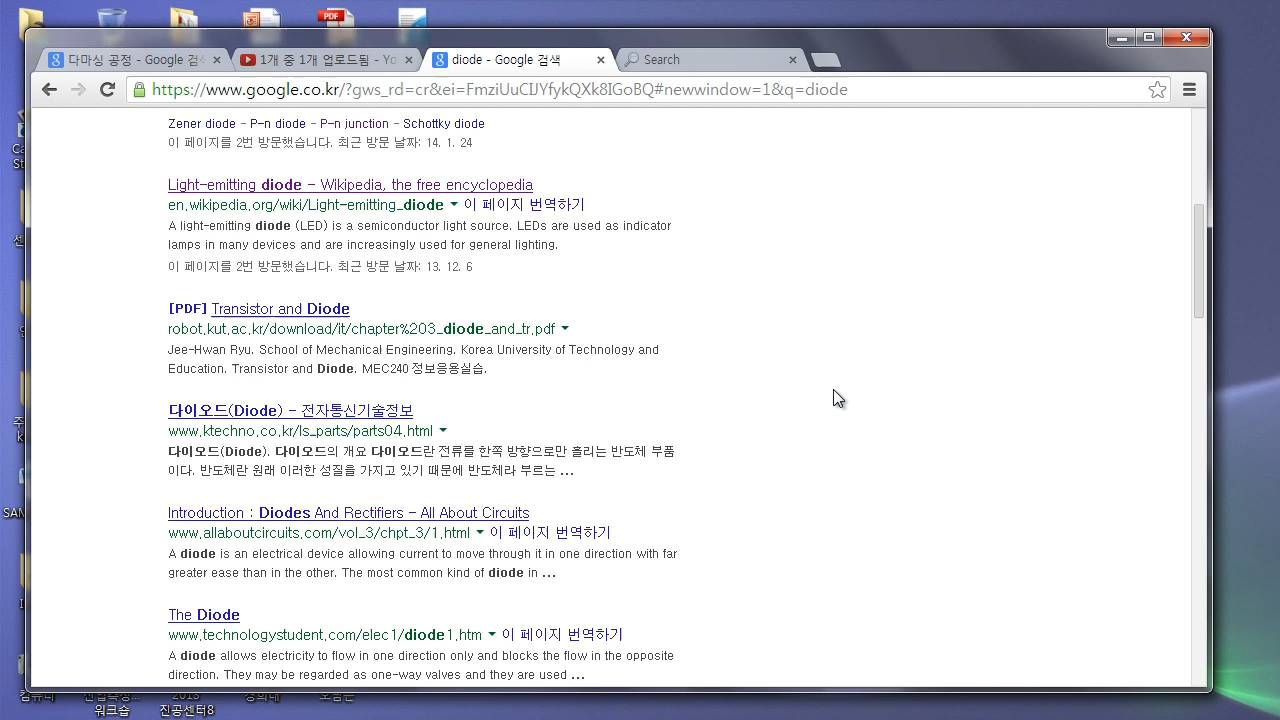 다마싱 공정 - Google 검색
1개 중 1개 업로드됨 - Yo
diode - Google 검색
Search
https://www.google.co.kr/?gws_rd=cr&ei=FmziUuCIJYfykQXk8IGoBQ#newwindow=1&q=diode
Zener diode - P-n diode - P-n junction - Schottky diode
이 페이지를 2번 방문했습니다. 최근 방문 날짜: 14. 1. 24
Light-emitting diode - Wikipedia, the free encyclopedia
en.wikipedia.org/wiki/Light-emitting_diode 이 페이지 번역하기
A light-emitting diode (LED) is a semiconductor light source. LEDs are used as indicator
lamps in many devices and are increasingly used for general lighting.
이 페이지를 2번 방문했습니다. 최근 방문 날짜: 13. 12. 6
[PDF] Transistor and Diode
robot.kut.ac.kr/download/it/chapter%203_diode_and_tr.pdf
Jee-Hwan Ryu. School of Mechanical Engineering. Korea University of Technology and
Education. Transistor and Diode. MEC240 정보응용실습.
다이오드(Diode) - 전자통신기술정보
www.ktechno.co.kr/ls_parts/parts04.html
다이오드(Diode). 다이오드의 개요 다이오드란 전류를 한쪽 방향으로만 흘리는 반도체 부품
이다. 반도체란 원래 이러한 성질을 가지고 있기 때문에 반도체라 부르는 ...
Introduction : Diodes And Rectifiers - All About Circuits
www.allaboutcircuits.com/vol_3/chpt_3/1.html 이 페이지 번역하기
A diode is an electrical device allowing current to move through it in one direction with far
greater ease than in the other. The most common kind of diode in ...
The Diode
www.technologystudent.com/elec1/diode1.htm 이 페이지 번역하기
A diode allows electricity to flow in one direction only and blocks the flow in the opposite
direction. They may be regarded as one-way valves and they are used ...
PDF
SAN
컴퓨터
워크숍
2013
진공센터8